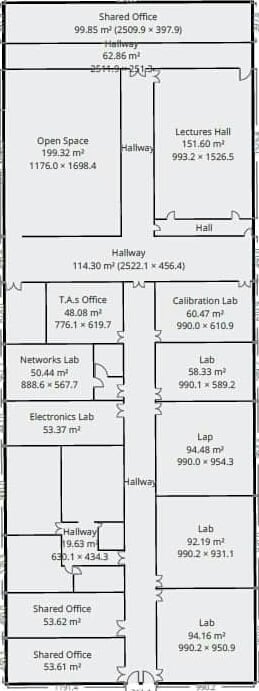 Shared Office
99.85 m² (2509.9 × 397.9)
Hallway
62.86 m²
2511.9 × 251.3
Open Space
199.32 m²
1176.0 × 1698.4
Hallway
Lectures Hall
151.60 m²
993.2 × 1526.5
Hall
Hallway
114.30 m² (2522.1 × 456.4)
T.A.s Office
48.08 m²
776.1 × 619.7
Calibration Lab
60.47 m²
990.0 × 610.9
Networks Lab
50.44 m²
888.6 × 567.7
Lab
58.33 m²
990.1 × 589.2
Electronics Lab
53.37 m²
Lap
94.48 m²
990.0 × 954.3
Hallway
Hallway
19.63 m²
630.1 × 434.3
Lab
92.19 m²
990.2 × 931.1
Shared Office
53.62 m²
Lab
94.16 m²
990.2 × 950.9
Shared Office
53.61 m²
1191.4
990.2